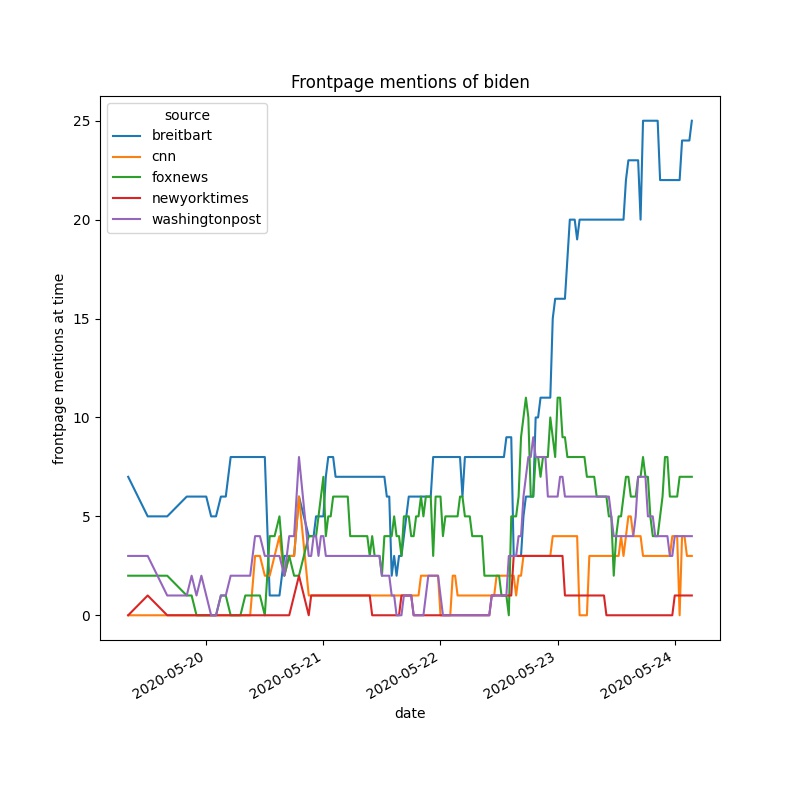 Frontpage mentions of biden
source
breitbart
cnn
foxnews
newyorktimes
washingtonpost
25
20
15
10
5
0
frontpage mentions at time
2020-05-20
2020-05-21
2020-05-22
2020-05-23
2020-05-24
date